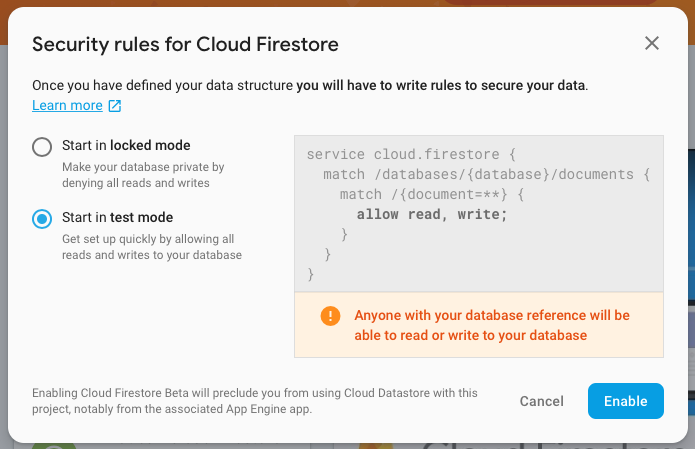 Security rules for Cloud Firestore
Once you have defined your data structure you will have to write rules to secure your data.
Learn more
Start in locked mode
Make your database private by
denying all reads and writes
Start in test mode
Get set up quickly by allowing all
reads and writes to your database
service cloud.firestore {
  match /databases/{database}/documents {
    match /{document=**} {
      allow read, write;
    }
  }
}
Anyone with your database reference will be
able to read or write to your database
Enabling Cloud Firestore Beta will preclude you from using Cloud Datastore with this
project, notably from the associated App Engine app.
Cancel
Enable